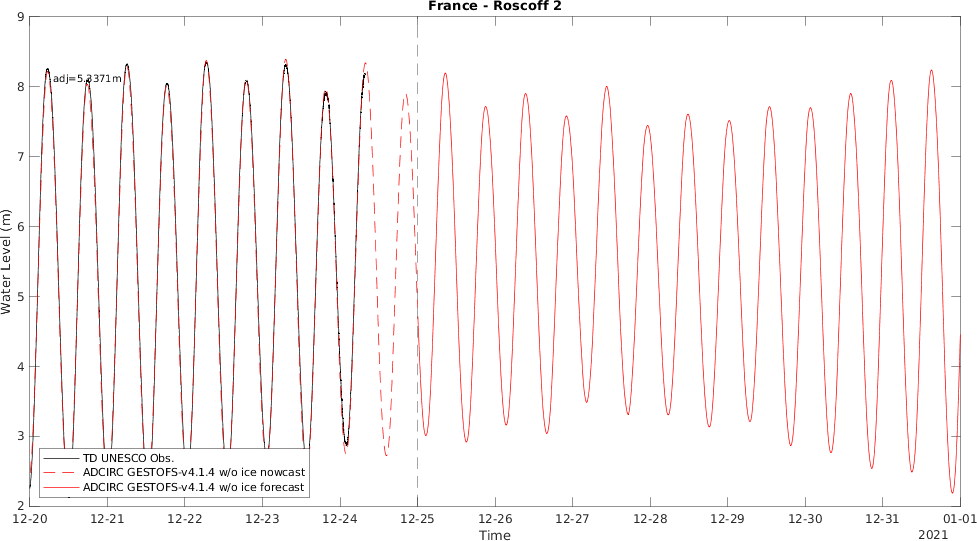 France - Roscoff 2
9
8
7
6
5
4
3
2
Water Level (m)
adj=5.3371m
TD UNESCO Obs.
ADCIRC GESTOFS-v4.1.4 w/o ice nowcast
ADCIRC GESTOFS-v4.1.4 w/o ice forecast
12-20 12-21 12-22 12-23 12-24 12-25 12-26 12-27 12-28 12-29 12-30 12-31 01-01
Time
2021